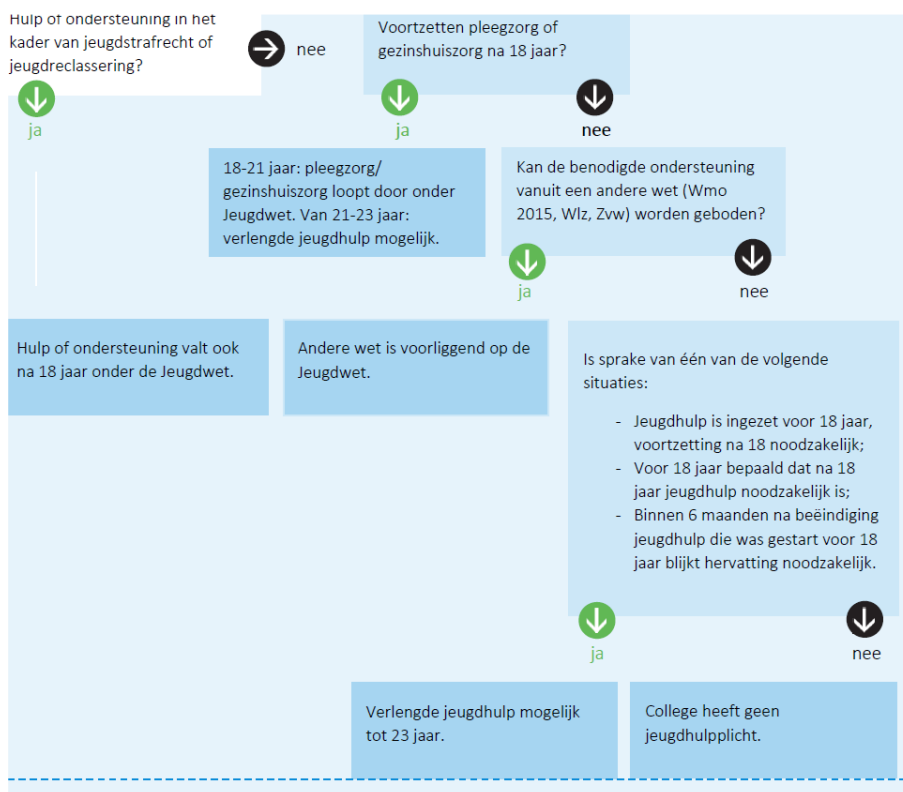 Hulp of ondersteuning in het
kader van jeugdstrafrecht of
jeugdreclassering?
nee
Voortzetten pleegzorg of
gezinshuiszorg na 18 jaar?
ja
ja
nee
18-21 jaar: pleegzorg/
gezinshuiszorg loopt door onder
Jeugdwet. Van 21-23 jaar:
verlengde jeugdhulp mogelijk.
Kan de benodigde ondersteuning
vanuit een andere wet (Wmo
2015, Wlz, Zvw) worden geboden?
ja
nee
Hulp of ondersteuning valt ook
na 18 jaar onder de Jeugdwet.
Andere wet is voorliggend op de
Jeugdwet.
Is sprake van één van de volgende
situaties:
- Jeugdhulp is ingezet voor 18 jaar,
voortzetting na 18 noodzakelijk;
- Voor 18 jaar bepaald dat na 18
jaar jeugdhulp noodzakelijk is;
- Binnen 6 maanden na beëindiging
jeugdhulp die was gestart voor 18
jaar blijkt hervatting noodzakelijk.
ja
nee
Verlengde jeugdhulp mogelijk
tot 23 jaar.
College heeft geen
jeugdhulpplicht.